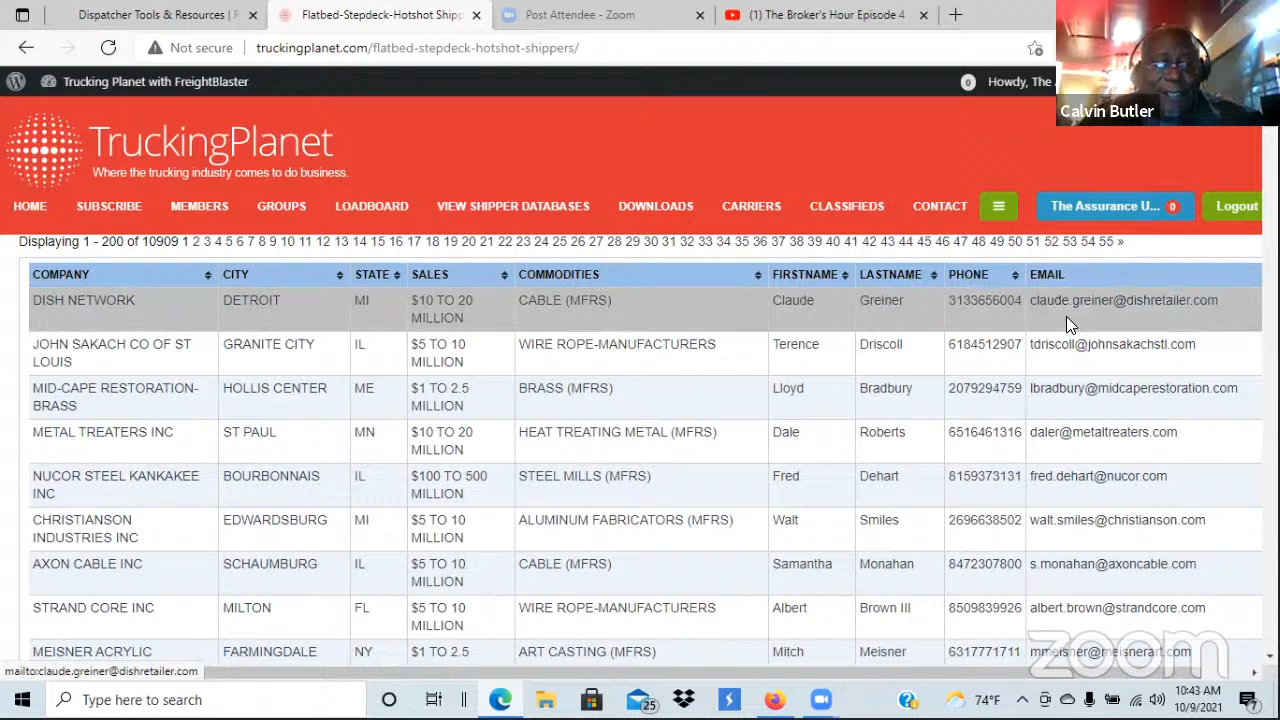 Dispatcher Tools & Resources | F
Flatbed-Stepdeck-Hotshot Shipp
Post Attendee - Zoom
(1) The Broker's Hour Episode 4
Not secure
truckingplanet.com/flatbed-stepdeck-hotshot-shippers/
Trucking Planet with FreightBlaster
0
Howdy, The
Calvin Butler
TruckingPlanet
Where the trucking industry comes to do business.
HOME SUBSCRIBE MEMBERS GROUPS LOADBOARD VIEW SHIPPER DATABASES DOWNLOADS CARRIERS CLASSIFIEDS CONTACT The Assurance U... 0 Logout
Displaying 1 - 200 of 10909 1 2 3 4 5 6 7 8 9 10 11 12 13 14 15 16 17 18 19 20 21 22 23 24 25 26 27 28 29 30 31 32 33 34 35 36 37 38 39 40 41 42 43 44 45 46 47 48 49 50 51 52 53 54 55 »
COMPANY CITY STATE SALES COMMODITIES FIRSTNAME LASTNAME PHONE EMAIL
DISH NETWORK DETROIT MI $10 TO 20 CABLE (MFRS) Claude Greiner 3133656004 claude.greiner@dishretailer.com
MILLION
JOHN SAKACH CO OF ST GRANITE CITY IL $5 TO 10 WIRE ROPE-MANUFACTURERS Terence Driscoll 6184512907 tdriscoll@johnsakachstl.com
LOUIS MILLION
MID-CAPE RESTORATION- HOLLIS CENTER ME $1 TO 2.5 BRASS (MFRS) Lloyd Bradbury 2079294759 lbradbury@midcaperestoration.com
BRASS MILLION
METAL TREATERS INC ST PAUL MN $10 TO 20 HEAT TREATING METAL (MFRS) Dale Roberts 6516461316 daler@metaltreaters.com
MILLION
NUCOR STEEL KANKAKEE BOURBONNAIS IL $100 TO 500 STEEL MILLS (MFRS) Fred Dehart 8159373131 fred.dehart@nucor.com
INC MILLION
CHRISTIANSON EDWARDSBURG MI $5 TO 10 ALUMINUM FABRICATORS (MFRS) Walt Smiles 2696638502 walt.smiles@christianson.com
INDUSTRIES INC MILLION
AXON CABLE INC SCHAUMBURG IL $5 TO 10 CABLE (MFRS) Samantha Monahan 8472307800 s.monahan@axoncable.com
MILLION
STRAND CORE INC MILTON FL $5 TO 10 WIRE ROPE-MANUFACTURERS Albert Brown III 8509839926 albert.brown@strandcore.com
MILLION
MEISNER ACRYLIC FARMINGDALE NY $1 TO 2.5 ART CASTING (MFRS) Mitch Meisner 6317771711 mmeisner@meisnerart.com
zoom
mailto:claude.greiner@dishretailer.com
Type here to search
25
74°F
10:43 AM
10/9/2021
7